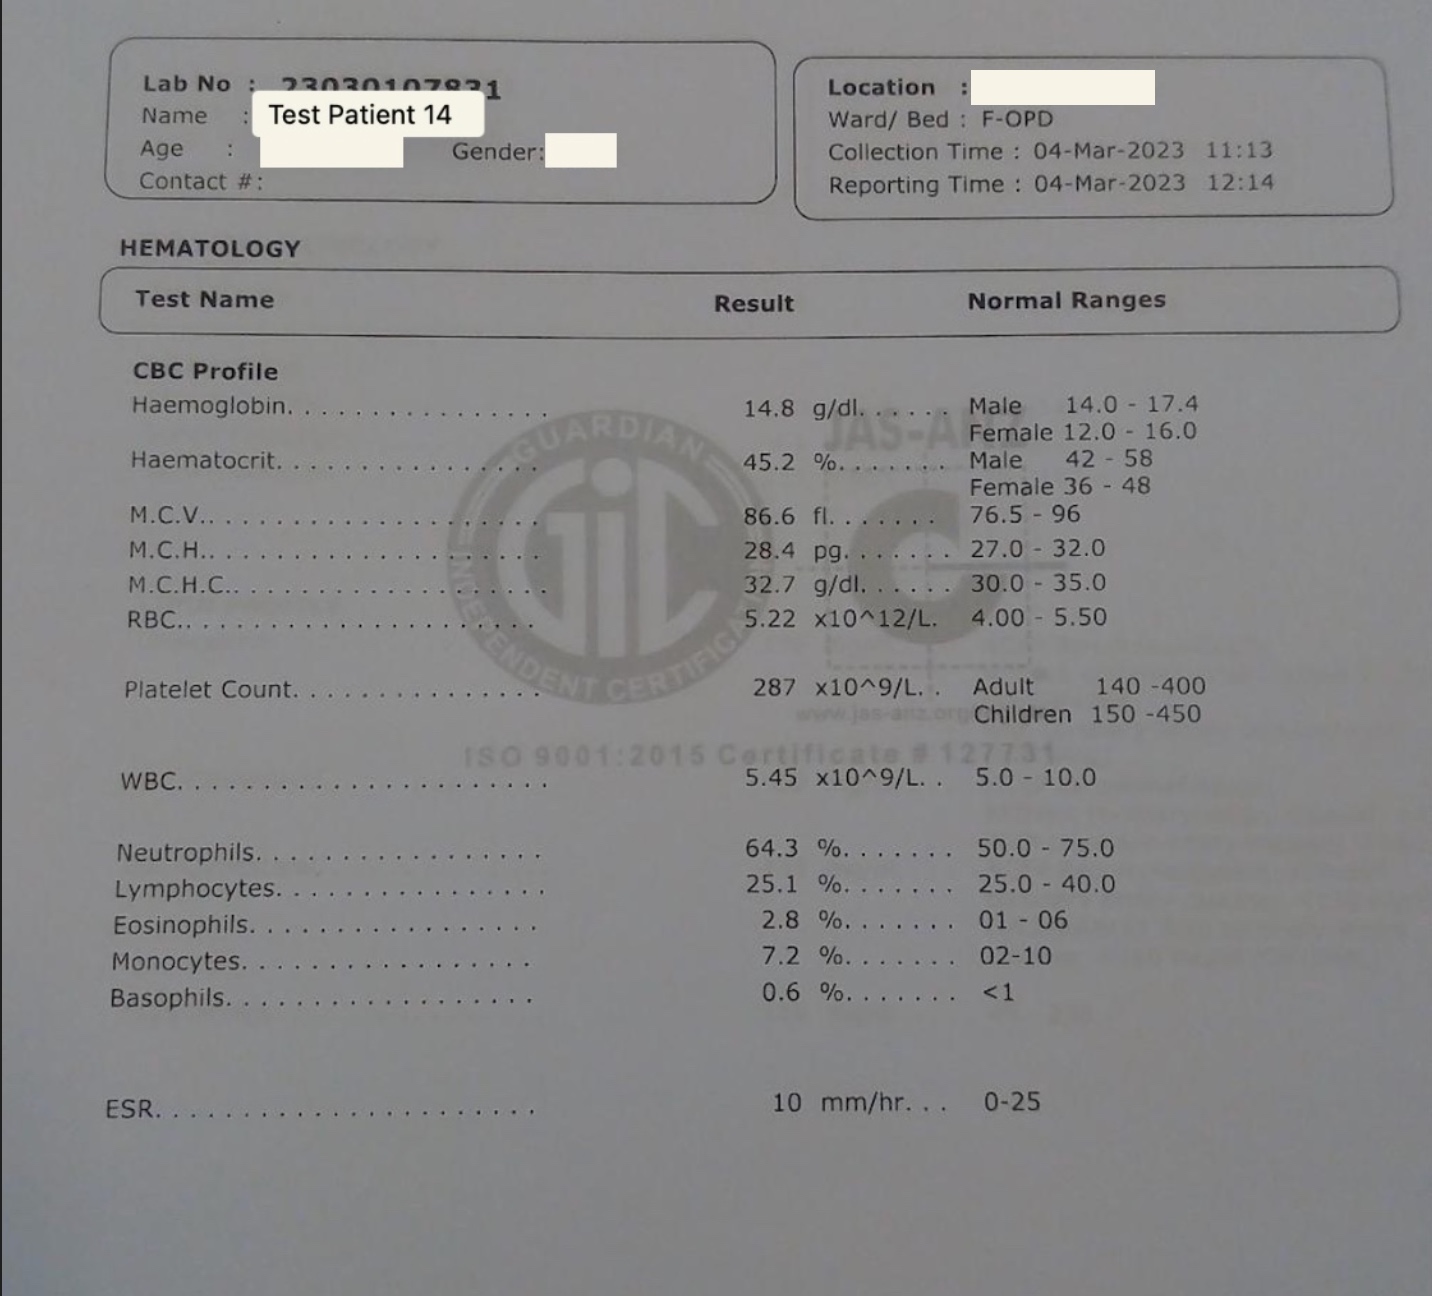 Lab No : 23030107831
Name : Test Patient 14
Age :
Gender:
Contact #:
Location :
Ward/ Bed : F-OPD
Collection Time : 04-Mar-2023 11:13
Reporting Time : 04-Mar-2023 12:14
HEMATOLOGY
Test Name Result Normal Ranges
CBC Profile
Haemoglobin. . . . . . . . . . . . . . . . 14.8 g/dl. . . . . . Male 14.0 - 17.4
Female 12.0 - 16.0
Haematocrit. . . . . . . . . . . . . . . . 45.2 %. . . . . . . Male 42 - 58
Female 36 - 48
M.C.V.. . . . . . . . . . . . . . . . . . . 86.6 fl. . . . . . . 76.5 - 96
M.C.H.. . . . . . . . . . . . . . . . . . . 28.4 pg. . . . . . . 27.0 - 32.0
M.C.H.C.. . . . . . . . . . . . . . . . . . 32.7 g/dl. . . . . . 30.0 - 35.0
RBC.. . . . . . . . . . . . . . . . . . . . 5.22 x10^12/L. 4.00 - 5.50
Platelet Count. . . . . . . . . . . . . . . 287 x10^9/L. . Adult 140 -400
Children 150 -450
WBC. . . . . . . . . . . . . . . . . . . . . 5.45 x10^9/L. . 5.0 - 10.0
Neutrophils. . . . . . . . . . . . . . . . . 64.3 %. . . . . . . 50.0 - 75.0
Lymphocytes. . . . . . . . . . . . . . . . 25.1 %. . . . . . . 25.0 - 40.0
Eosinophils. . . . . . . . . . . . . . . . . 2.8 %. . . . . . . 01 - 06
Monocytes. . . . . . . . . . . . . . . . . 7.2 %. . . . . . . 02-10
Basophils. . . . . . . . . . . . . . . . . . 0.6 %. . . . . . . <1
ESR. . . . . . . . . . . . . . . . . . . . . . 10 mm/hr. . . 0-25
GUARDIAN
GIC
INDEPENDENT CERTIFICATION
JAS-ANZ
C
www.jas-anz.org
ISO 9001:2015 Certificate # 127731